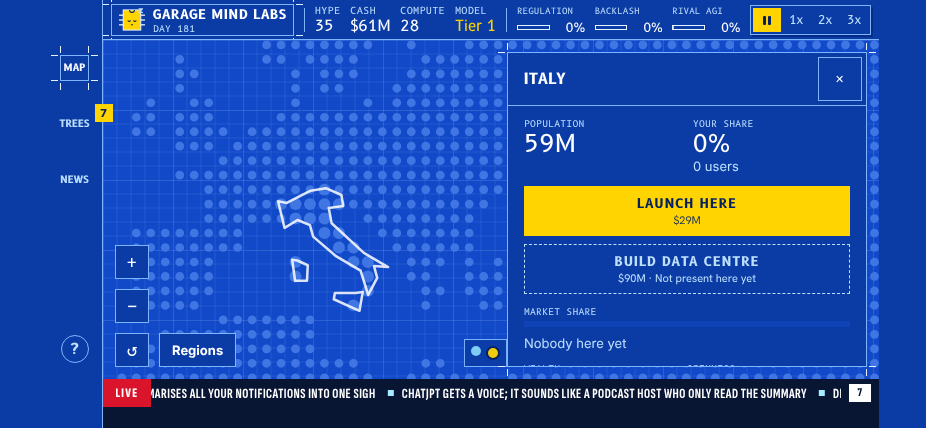 GARAGE MIND LABS
DAY 181
HYPE
35
CASH
$61M
COMPUTE
28
MODEL
Tier 1
REGULATION
0%
BACKLASH
0%
RIVAL AGI
0%
1x 2x 3x
MAP
7
TREES
NEWS
ITALY
×
POPULATION
59M
YOUR SHARE
0%
0 users
LAUNCH HERE
$29M
BUILD DATA CENTRE
$90M · Not present here yet
MARKET SHARE
Nobody here yet
+
−
↺
Regions
?
LIVE
MARISES ALL YOUR NOTIFICATIONS INTO ONE SIGH ■ CHATJPT GETS A VOICE; IT SOUNDS LIKE A PODCAST HOST WHO ONLY READ THE SUMMARY ■
7